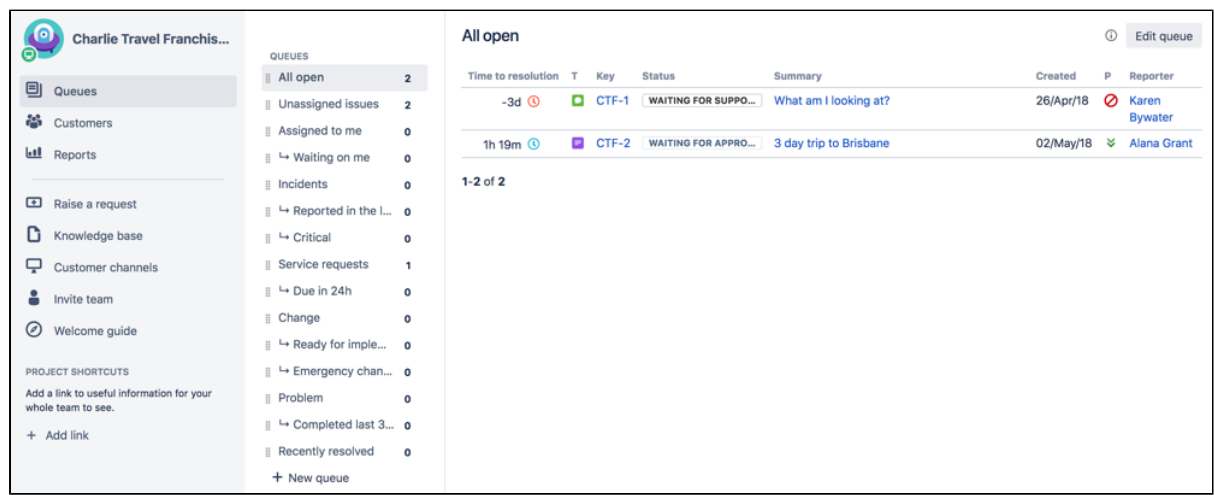 Charlie Travel Franchis...
Queues
Customers
Reports
Raise a request
Knowledge base
Customer channels
Invite team
Welcome guide
PROJECT SHORTCUTS
Add a link to useful information for your
whole team to see.
+ Add link
QUEUES
All open 2
Unassigned issues 2
Assigned to me 0
↳ Waiting on me 0
Incidents 0
↳ Reported in the l... 0
↳ Critical 0
Service requests 1
↳ Due in 24h 0
Change 0
↳ Ready for imple... 0
↳ Emergency chan... 0
Problem 0
↳ Completed last 3... 0
Recently resolved 0
+ New queue
All open
Edit queue
Time to resolution T Key Status Summary Created P Reporter
-3d CTF-1 WAITING FOR SUPPO... What am I looking at? 26/Apr/18 Karen
Bywater
1h 19m CTF-2 WAITING FOR APPRO... 3 day trip to Brisbane 02/May/18 Alana Grant
1-2 of 2